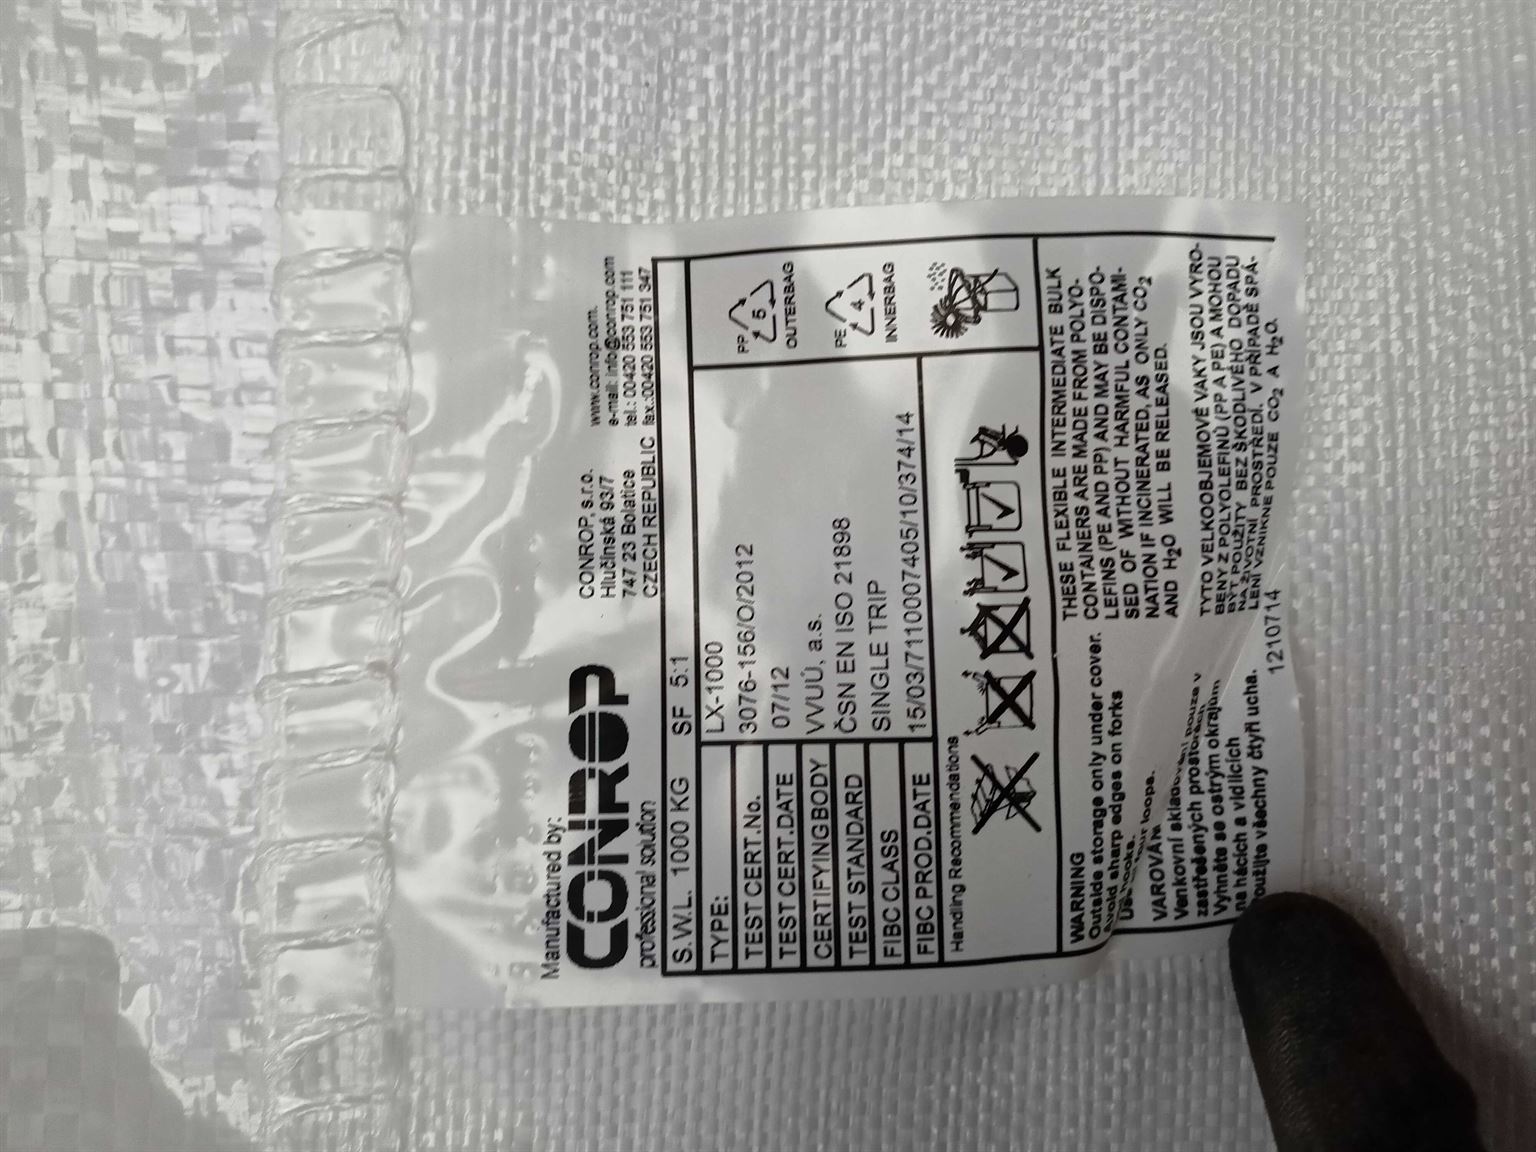 Manufactured by:
CONROP
professional solution
CONROP, s.r.o.
Hlučínská 93/7
747 23 Bolatice
CZECH REPUBLIC
www.conrop.com.
e-mail: info@conrop.com
tel.: 00420 553 751 111
fax.:00420 553 751 347
S.W.L. 1000 KG SF 5:1
TYPE: LX-1000
TEST CERT.No. 3076-156/O/2012
TEST CERT.DATE 07/12
CERTIFYINGBODY VVUÚ, a.s.
TEST STANDARD ČSN EN ISO 21898
FIBC CLASS SINGLE TRIP
FIBC PROD.DATE 15/03/7110007405/10/374/14
PP
5
OUTERBAG
PE
4
INNERBAG
Handling Recommendations
WARNING
Outside storage only under cover.
Avoid sharp edges on forks
hooks.
loops.
VAROVÁNÍ
Venkovní pouze v
zastřešených prostorách
Vyhněte se ostrým okrajům
na hácích a vidlicích
Použijte všechny čtyři ucha.
THESE FLEXIBLE INTERMEDIATE BULK
CONTAINERS ARE MADE FROM POLYO-
LEFINS (PE AND PP) AND MAY BE DISPO-
SED OF WITHOUT HARMFUL CONTAMI-
NATION IF INCINERATED, AS ONLY CO2
AND H2O WILL BE RELEASED.
TYTO VELKOOBJEMOVÉ VAKY JSOU VYRO-
BENY Z POLYOLEFINŮ (PP A PE) A MOHOU
BÝT POUŽITY BEZ ŠKODLIVÉHO DOPADU
NA ŽIVOTNÍ PROSTŘEDÍ. V PŘÍPADĚ SPÁ-
LENÍ VZNIKNE POUZE CO2 A H2O.
1210714